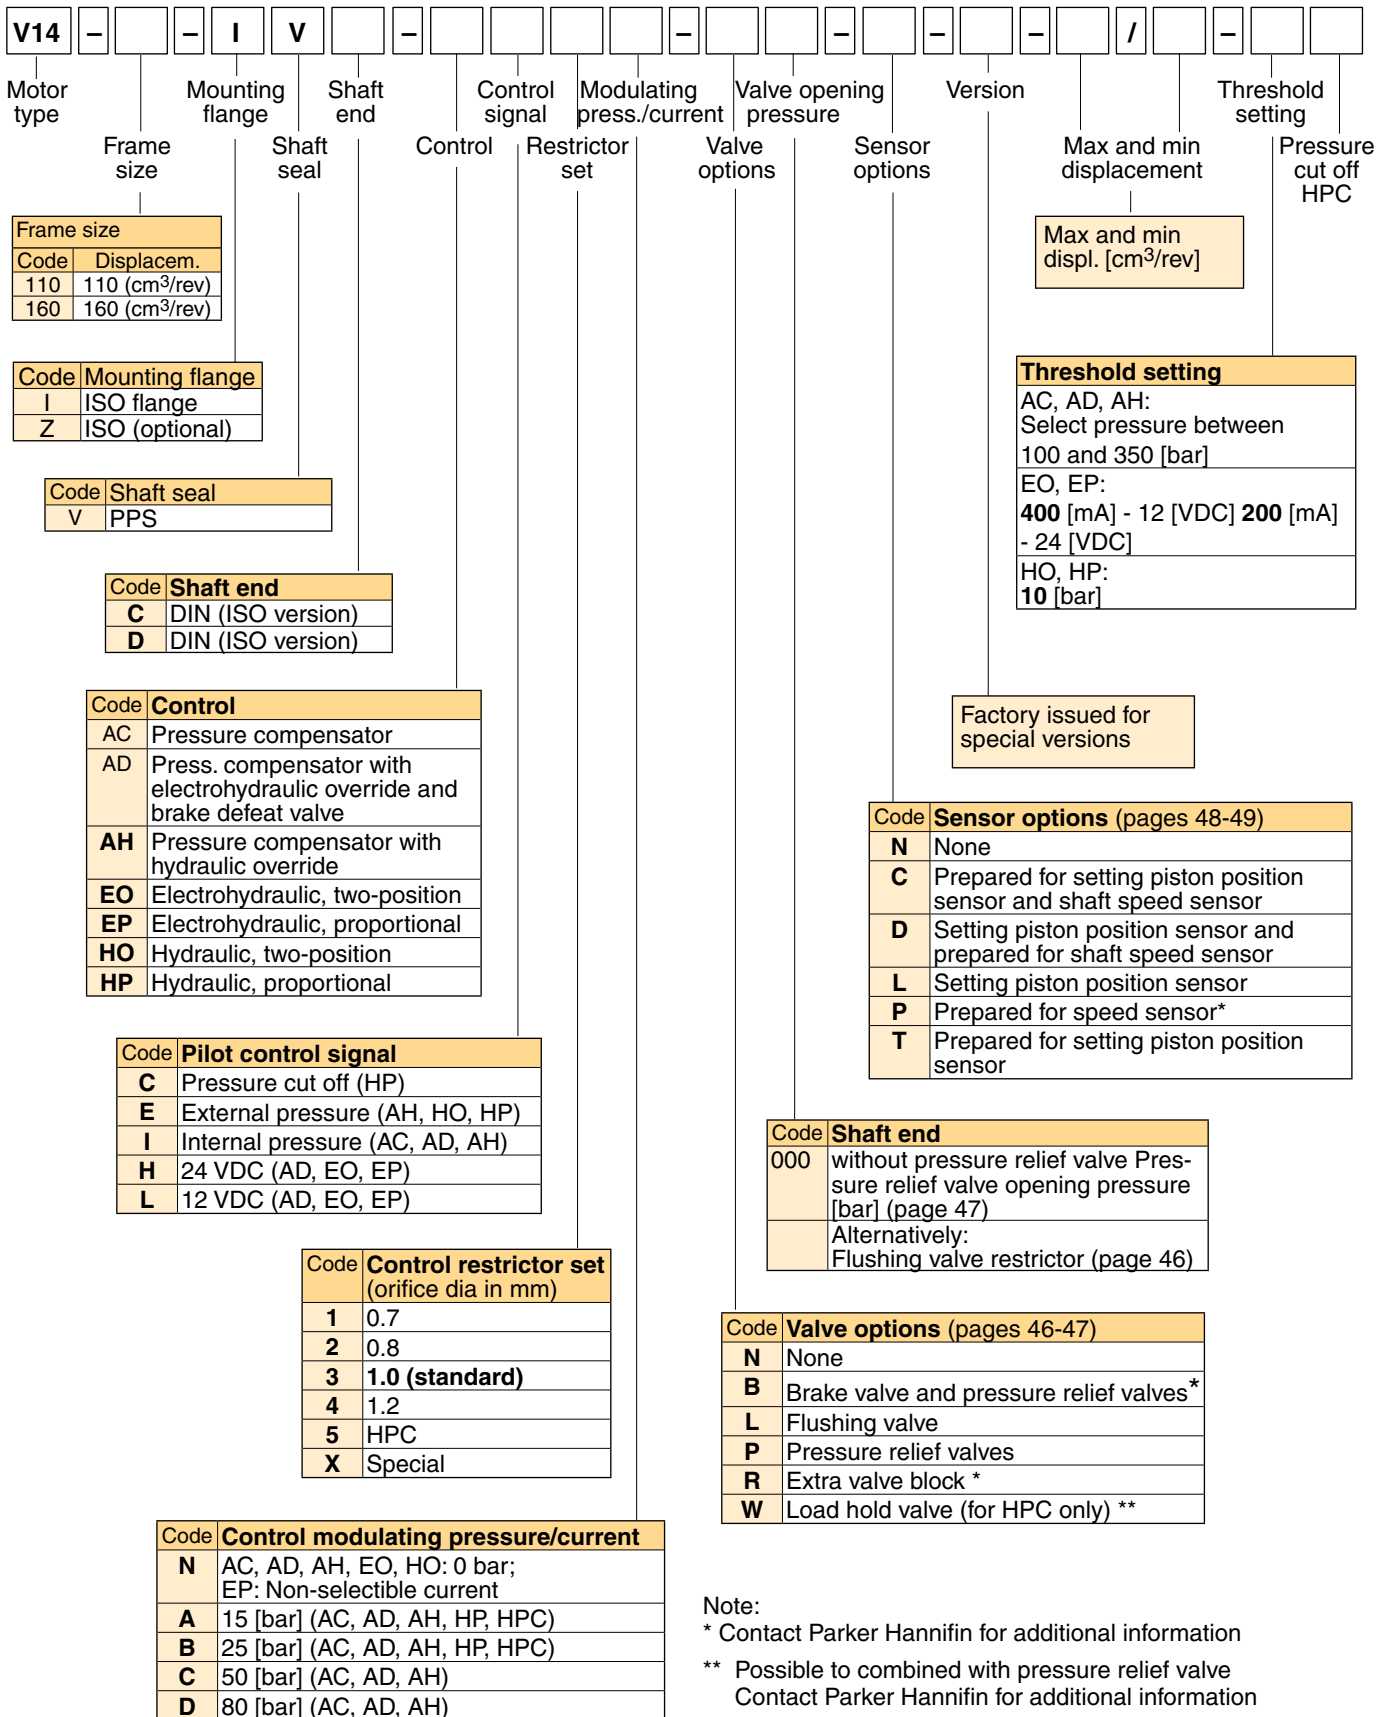 V14 – – I V – – – – – / –
Motor type
Mounting flange
Shaft end
Control signal
Modulating press./current
Valve opening pressure
Version
Threshold setting
Frame size
Shaft seal
Control
Restrictor set
Valve options
Sensor options
Max and min displacement
Pressure cut off HPC
Frame size
Code Displacem.
110 110 (cm3/rev)
160 160 (cm3/rev)
Max and min
displ. [cm3/rev]
Code Mounting flange
I ISO flange
Z ISO (optional)
Threshold setting
AC, AD, AH:
Select pressure between
100 and 350 [bar]
EO, EP:
400 [mA] - 12 [VDC] 200 [mA]
- 24 [VDC]
HO, HP:
10 [bar]
Code Shaft seal
V PPS
Code Shaft end
C DIN (ISO version)
D DIN (ISO version)
Code Control
AC Pressure compensator
AD Press. compensator with
electrohydraulic override and
brake defeat valve
AH Pressure compensator with
hydraulic override
EO Electrohydraulic, two-position
EP Electrohydraulic, proportional
HO Hydraulic, two-position
HP Hydraulic, proportional
Factory issued for
special versions
Code Sensor options (pages 48-49)
N None
C Prepared for setting piston position
sensor and shaft speed sensor
D Setting piston position sensor and
prepared for shaft speed sensor
L Setting piston position sensor
P Prepared for speed sensor*
T Prepared for setting piston position
sensor
Code Pilot control signal
C Pressure cut off (HP)
E External pressure (AH, HO, HP)
I Internal pressure (AC, AD, AH)
H 24 VDC (AD, EO, EP)
L 12 VDC (AD, EO, EP)
Code Shaft end
000 without pressure relief valve Pres-
sure relief valve opening pressure
[bar] (page 47)
Alternatively:
Flushing valve restrictor (page 46)
Code Control restrictor set
(orifice dia in mm)
1 0.7
2 0.8
3 1.0 (standard)
4 1.2
5 HPC
X Special
Code Valve options (pages 46-47)
N None
B Brake valve and pressure relief valves*
L Flushing valve
P Pressure relief valves
R Extra valve block *
W Load hold valve (for HPC only) **
Code Control modulating pressure/current
N AC, AD, AH, EO, HO: 0 bar;
EP: Non-selectible current
A 15 [bar] (AC, AD, AH, HP, HPC)
B 25 [bar] (AC, AD, AH, HP, HPC)
C 50 [bar] (AC, AD, AH)
D 80 [bar] (AC, AD, AH)
Note:
* Contact Parker Hannifin for additional information
** Possible to combined with pressure relief valve
Contact Parker Hannifin for additional information